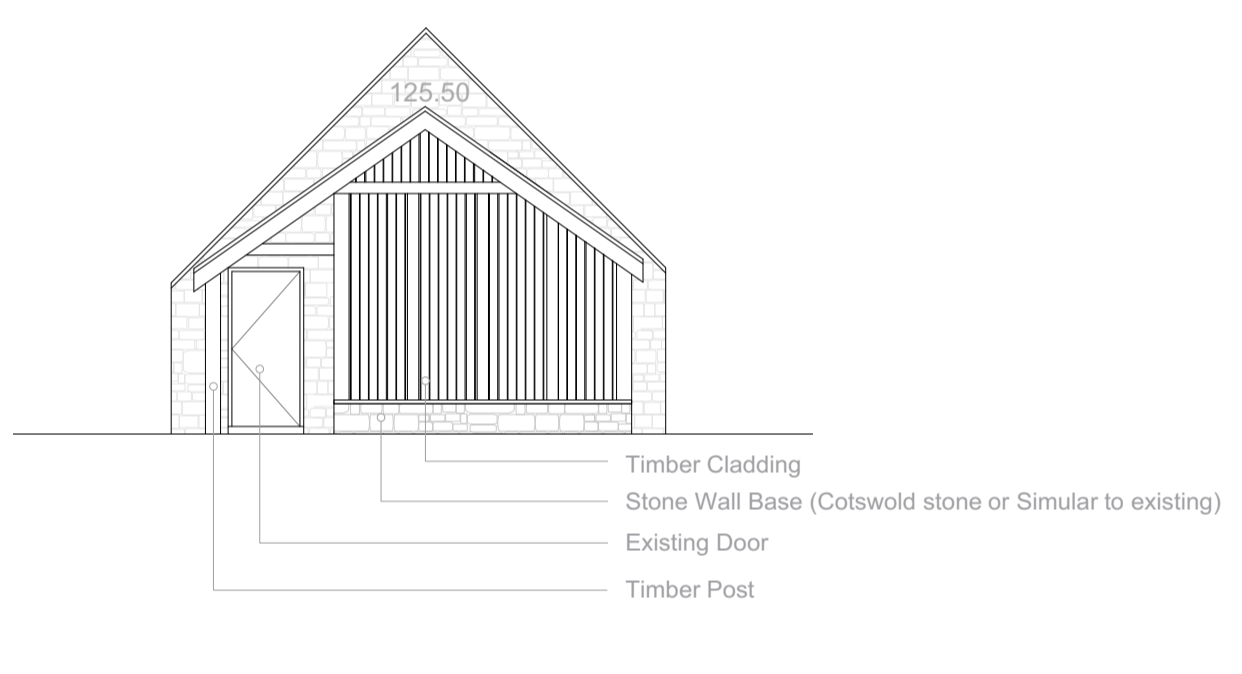 125.50
Timber Cladding
Stone Wall Base (Cotswold stone or Simular to existing)
Existing Door
Timber Post